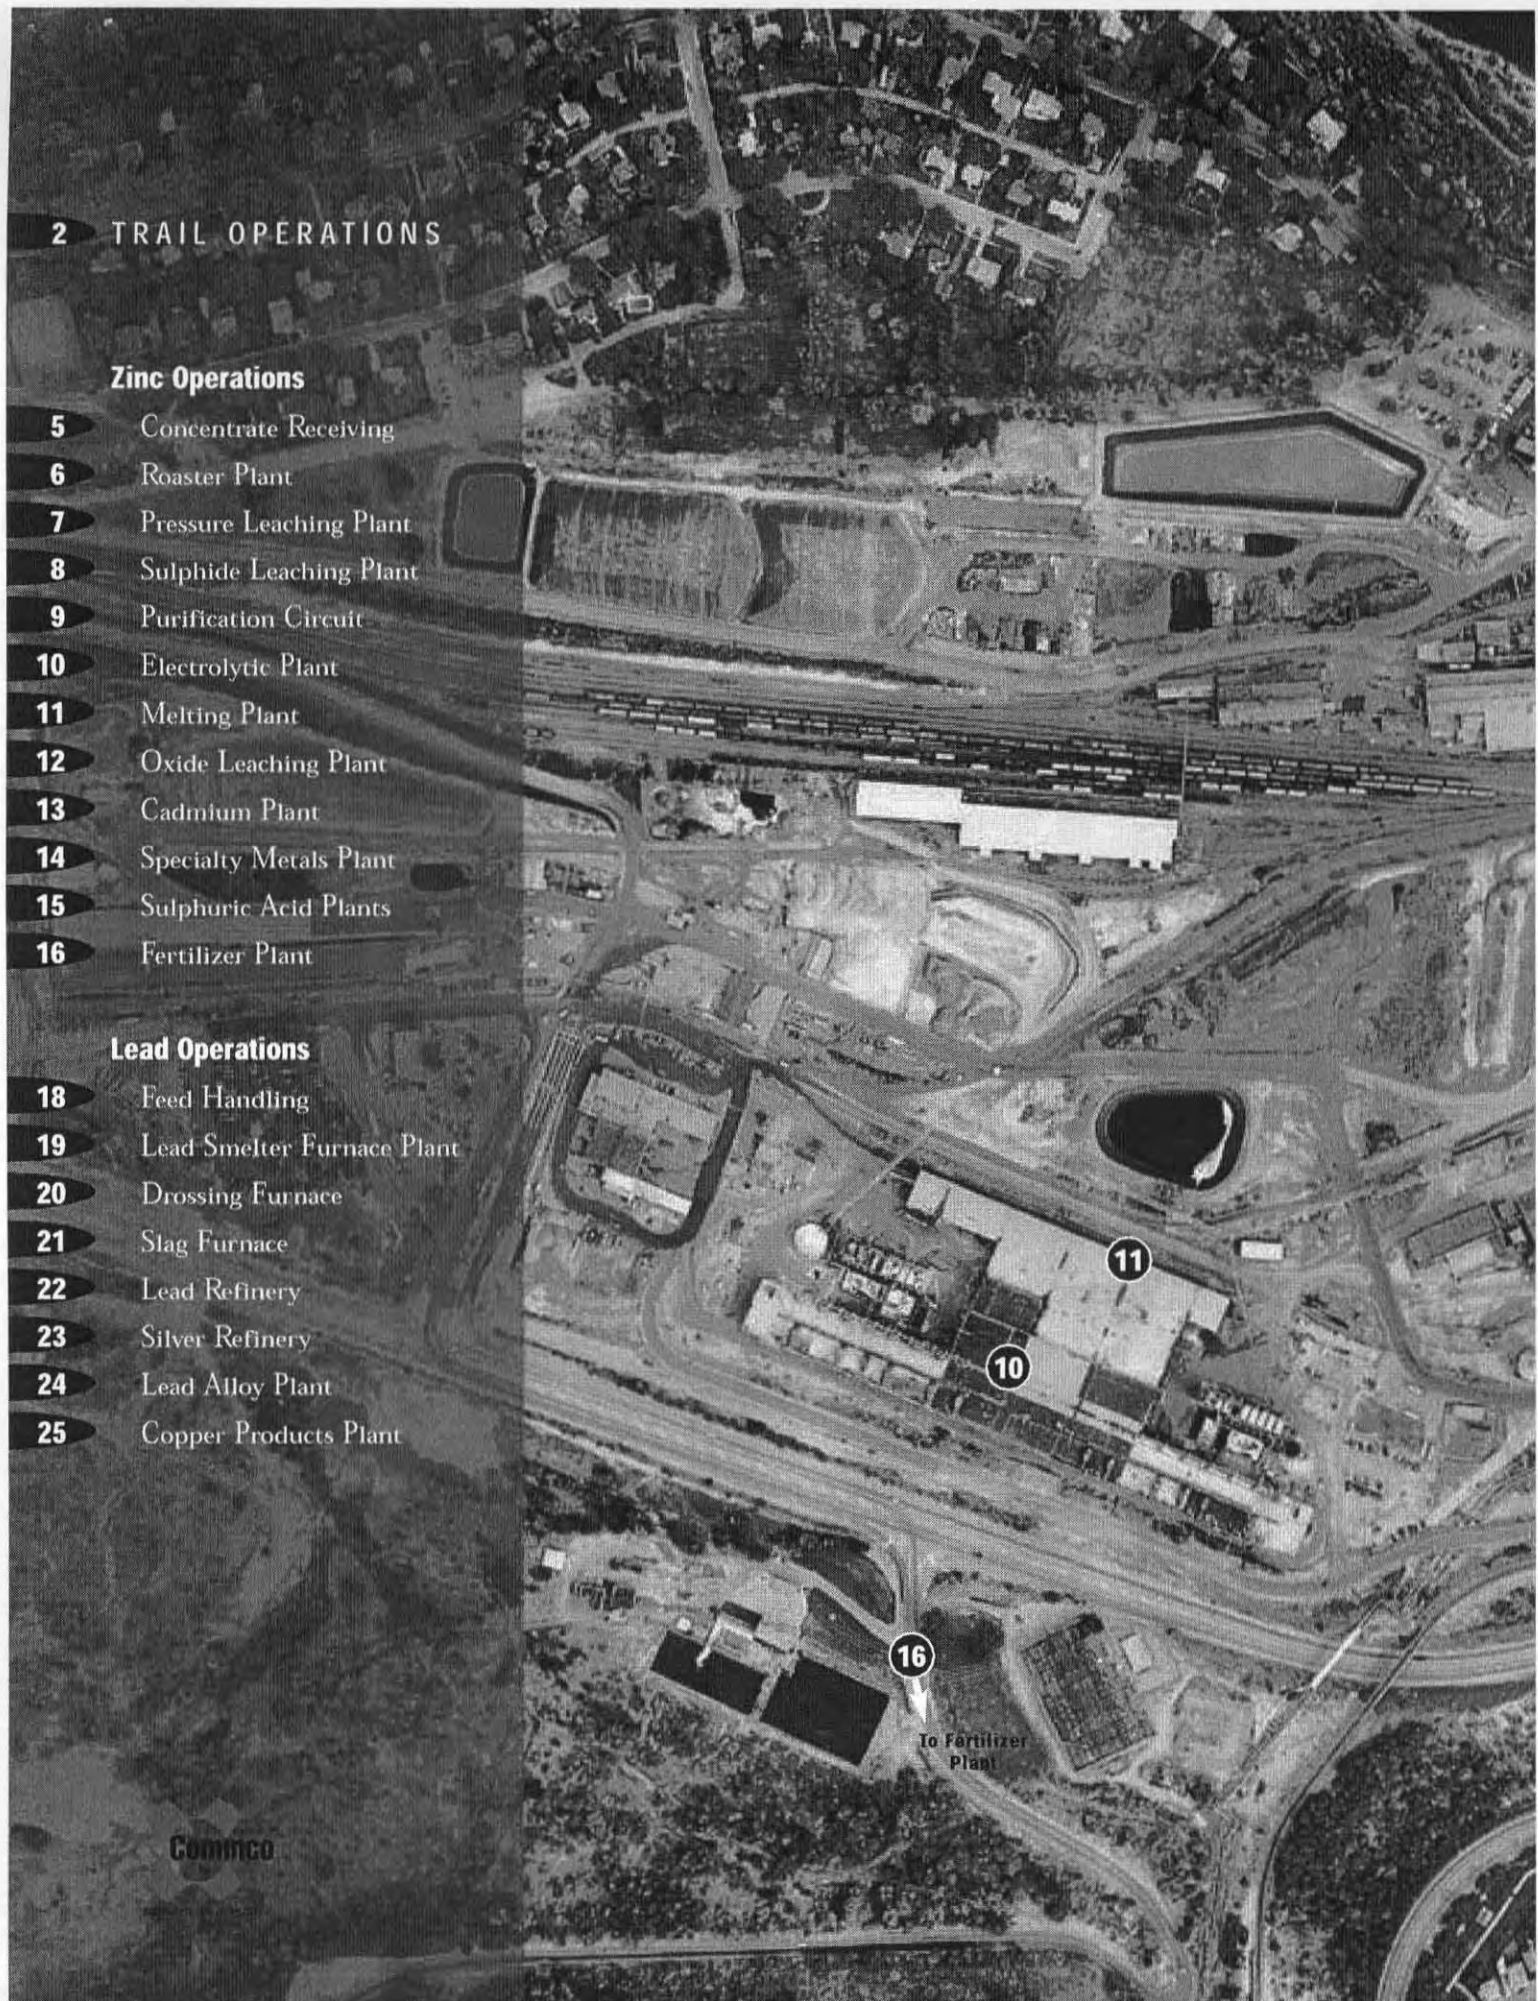 2 TRAIL OPERATIONS
Zinc Operations
5 Concentrate Receiving
6 Roaster Plant
7 Pressure Leaching Plant
8 Sulphide Leaching Plant
9 Purification Circuit
10 Electrolytic Plant
11 Melting Plant
12 Oxide Leaching Plant
13 Cadmium Plant
14 Specialty Metals Plant
15 Sulphuric Acid Plants
16 Fertilizer Plant
Lead Operations
18 Feed Handling
19 Lead Smelter Furnace Plant
20 Drossing Furnace
21 Slag Furnace
22 Lead Refinery
23 Silver Refinery
24 Lead Alloy Plant
25 Copper Products Plant
11
10
16
To Fertilizer
Plant
Cominco